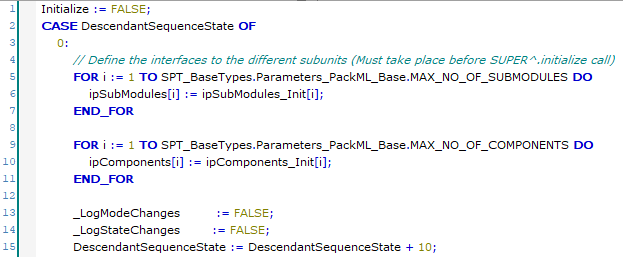 1 Initialize := FALSE;
2 CASE DescendantSequenceState OF
3 0:
4 // Define the interfaces to the different subunits (Must take place before SUPER^.initialize call)
5 FOR i := 1 TO SPT_BaseTypes.Parameters_PackML_Base.MAX_NO_OF_SUBMODULES DO
6 ipSubModules[i] := ipSubModules_Init[i];
7 END_FOR
8
9 FOR i := 1 TO SPT_BaseTypes.Parameters_PackML_Base.MAX_NO_OF_COMPONENTS DO
10 ipComponents[i] := ipComponents_Init[i];
11 END_FOR
12
13 _LogModeChanges := FALSE;
14 _LogStateChanges := FALSE;
15 DescendantSequenceState := DescendantSequenceState + 10;